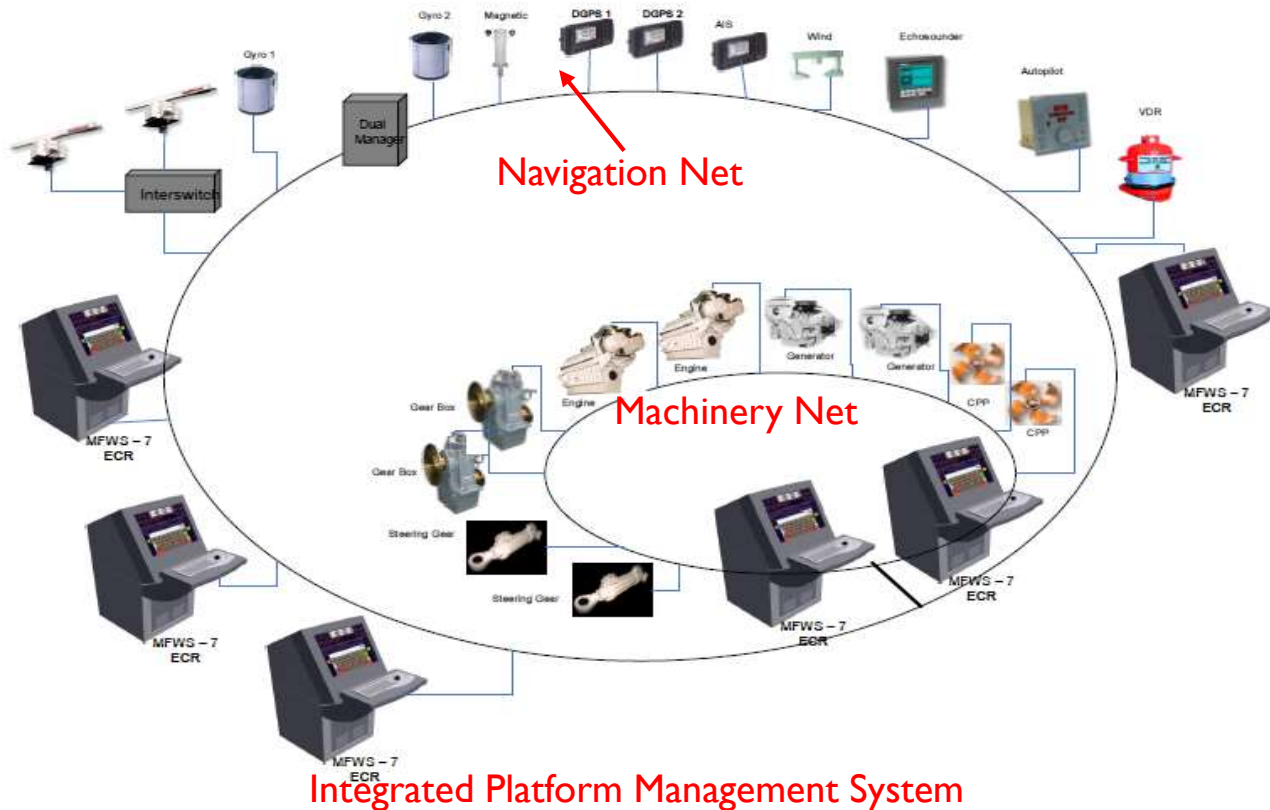 Gyro 1
Gyro 2
Magnetic
DGPS 1
DGPS 2
AIS
Wind
Echosounder
Autopilot
VDR
Dual
Manager
Interswitch
Navigation Net
MFWS – 7
ECR
MFWS – 7
ECR
Engine
Engine
Generator
Generator
CPP
CPP
Gear Box
Gear Box
Machinery Net
Steering Gear
Steering Gear
MFWS – 7
ECR
MFWS – 7
ECR
MFWS – 7
ECR
MFWS – 7
ECR
Integrated Platform Management System